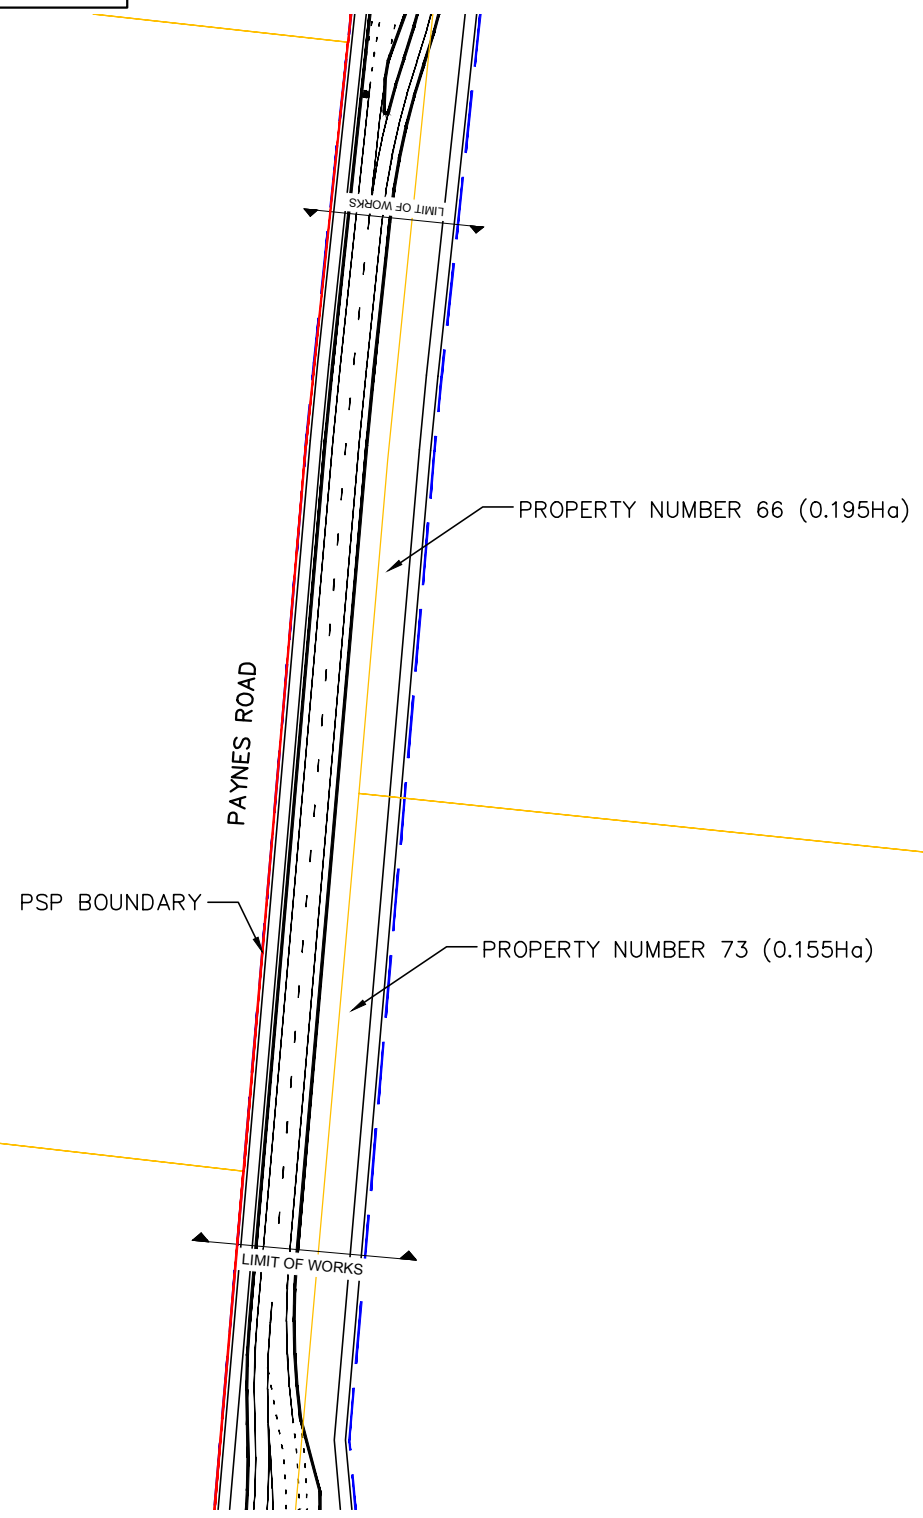 LIMIT OF WORKS
PROPERTY NUMBER 66 (0.195Ha)
PAYNES ROAD
PSP BOUNDARY
PROPERTY NUMBER 73 (0.155Ha)
LIMIT OF WORKS